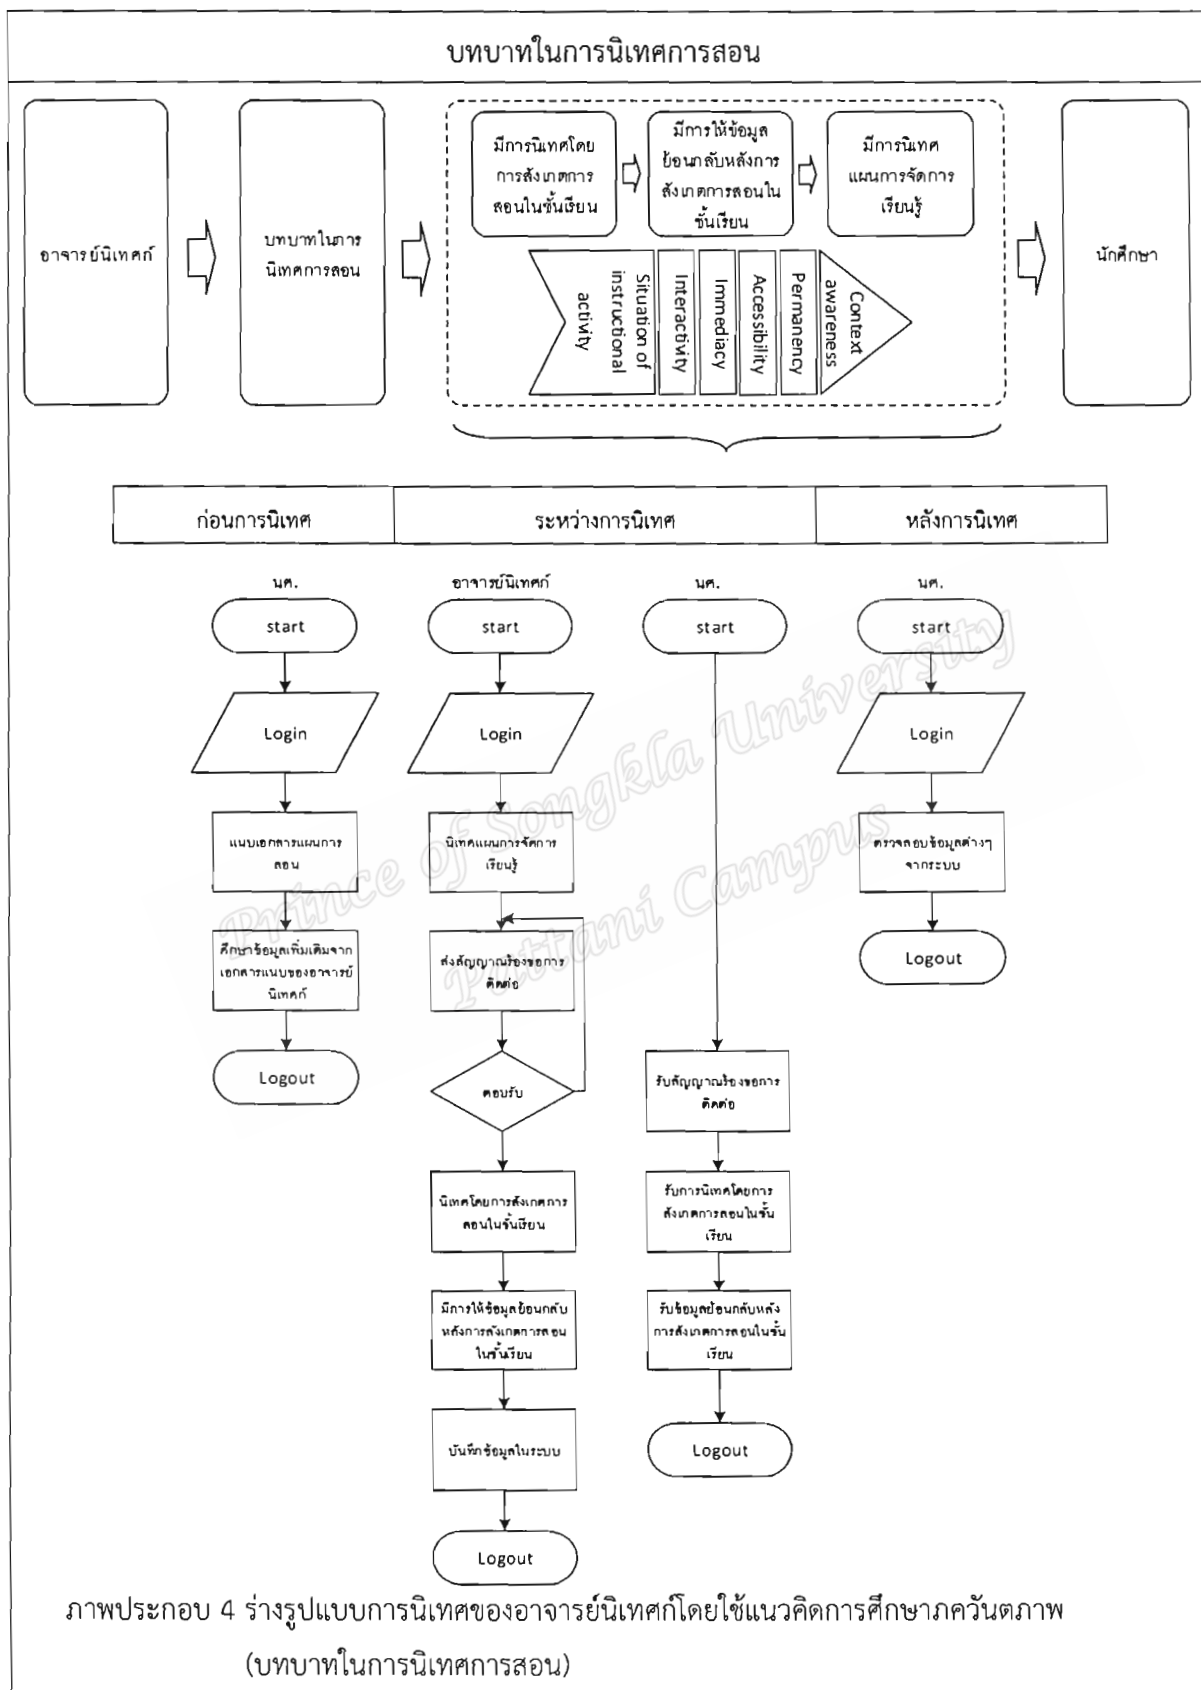 บทบาทในการนิเทศการสอน
อาจารย์นิเทศก์
บทบาทในการ
นิเทศการสอน
มีการนิเทศโดย
การสังเกตการ
สอนในชั้นเรียน
มีการให้ข้อมูล
ย้อนกลับหลังการ
สังเกตการสอนใน
ชั้นเรียน
มีการนิเทศ
แผนการจัดการ
เรียนรู้
Situation of
instructional
activity
Interactivity
Immediacy
Accessibility
Permanency
Context
awareness
นักศึกษา
ก่อนการนิเทศ
ระหว่างการนิเทศ
หลังการนิเทศ
นศ.
start
Login
แนบเอกสารแผนการ
สอน
ศึกษาข้อมูลเพิ่มเติมจาก
เอกสารแนบของอาจารย์
นิเทศก์
Logout
อาจารย์นิเทศก์
start
Login
นิเทศแผนการจัดการ
เรียนรู้
ส่งสัญญาณร้องขอการ
ติดต่อ
ตอบรับ
นิเทศโดยการสังเกตการ
สอนในชั้นเรียน
มีการให้ข้อมูลย้อนกลับ
หลังการสังเกตการสอน
ในชั้นเรียน
บันทึกข้อมูลในระบบ
Logout
นศ.
start
รับสัญญาณร้องขอการ
ติดต่อ
รับการนิเทศโดยการ
สังเกตการสอนในชั้น
เรียน
รับข้อมูลย้อนกลับหลัง
การสังเกตการสอนในชั้น
เรียน
Logout
นศ.
start
Login
ตรวจสอบข้อมูลต่างๆ
จากระบบ
Logout
Prince of Songkla University
Pattani Campus
ภาพประกอบ 4 ร่างรูปแบบการนิเทศของอาจารย์นิเทศก์โดยใช้แนวคิดการศึกษาภควันตภาพ
(บทบาทในการนิเทศการสอน)